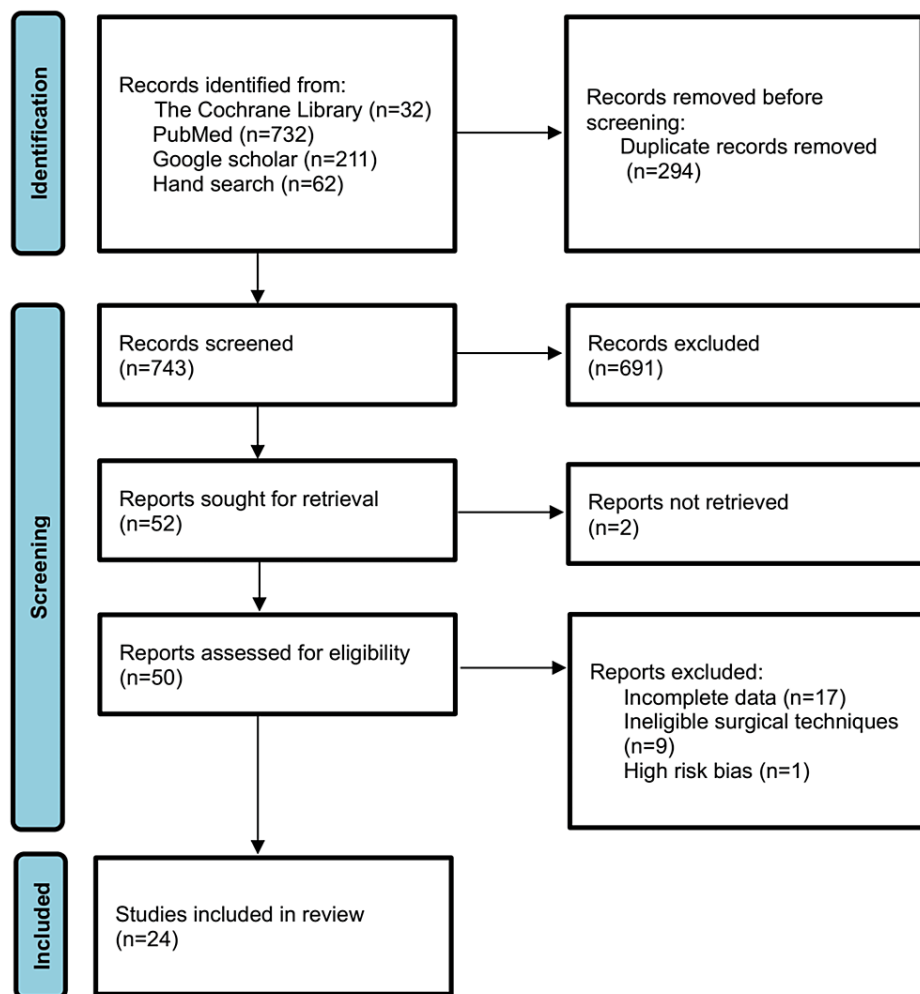 Identification
Records identified from:
The Cochrane Library (n=32)
PubMed (n=732)
Google scholar (n=211)
Hand search (n=62)
Records removed before
screening:
Duplicate records removed
(n=294)
Screening
Records screened
(n=743)
Records excluded
(n=691)
Reports sought for retrieval
(n=52)
Reports not retrieved
(n=2)
Reports assessed for eligibility
(n=50)
Reports excluded:
Incomplete data (n=17)
Ineligible surgical techniques
(n=9)
High risk bias (n=1)
Included
Studies included in review
(n=24)